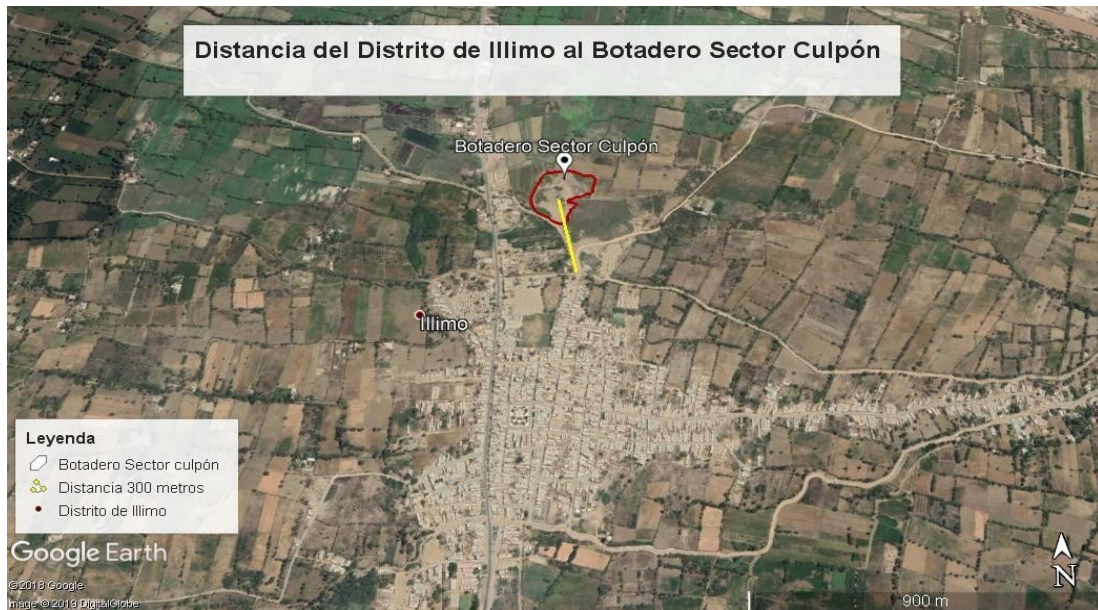 Distancia del Distrito de Illimo al Botadero Sector Culpón
Botadero Sector Culpón
Illimo
Leyenda
Botadero Sector culpón
Distancia 300 metros
Distrito de Illimo
Google Earth
©2018 Google
Image © 2019 DigitalGlobe
900 m
N